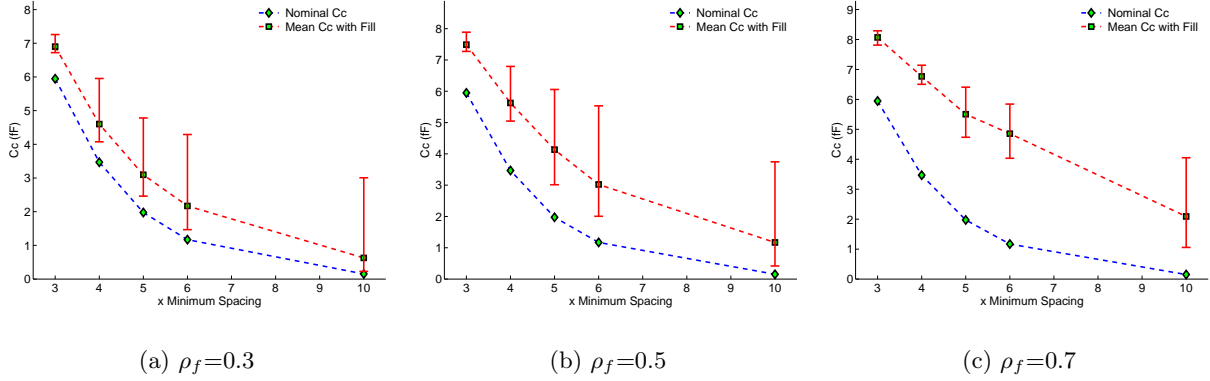 8
7
6
5
4
3
2
1
0
Cc (fF)
3 4 5 6 7 8 9 10
x Minimum Spacing
Nominal Cc
Mean Cc with Fill
(a) ρf=0.3
8
7
6
5
4
3
2
1
0
Cc (fF)
3 4 5 6 7 8 9 10
x Minimum Spacing
Nominal Cc
Mean Cc with Fill
(b) ρf=0.5
9
8
7
6
5
4
3
2
1
0
Cc (fF)
3 4 5 6 7 8 9 10
x Minimum Spacing
Nominal Cc
Mean Cc with Fill
(c) ρf=0.7